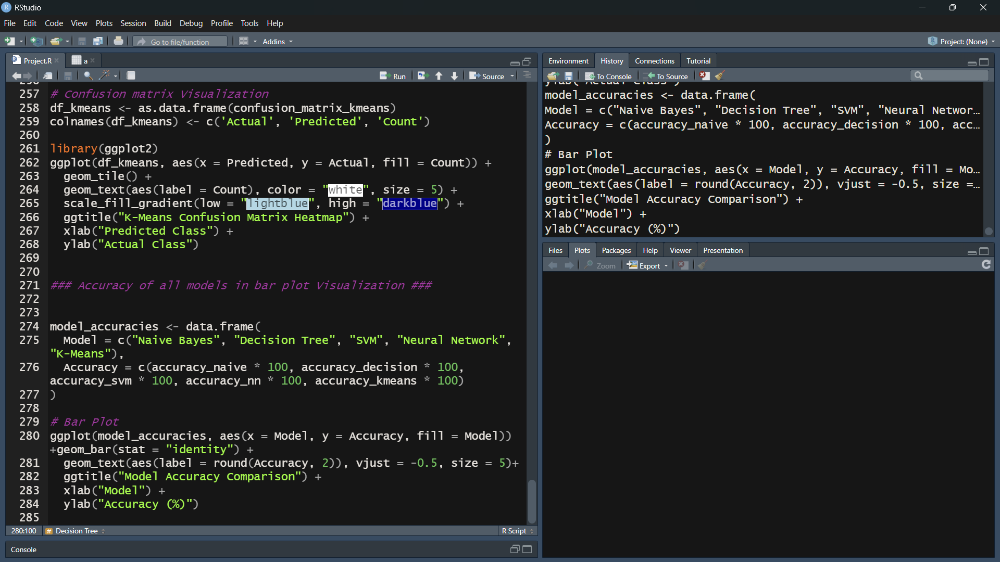 RStudio
File Edit Code View Plots Session Build Debug Profile Tools Help
Go to file/function Addins Project: (None)
Project.R a
Run Source
257 # Confusion matrix Visualization
258 df_kmeans <- as.data.frame(confusion_matrix_kmeans)
259 colnames(df_kmeans) <- c('Actual', 'Predicted', 'Count')
260
261 library(ggplot2)
262 ggplot(df_kmeans, aes(x = Predicted, y = Actual, fill = Count)) +
263 geom_tile() +
264 geom_text(aes(label = Count), color = "white", size = 5) +
265 scale_fill_gradient(low = "lightblue", high = "darkblue") +
266 ggtitle("K-Means Confusion Matrix Heatmap") +
267 xlab("Predicted Class") +
268 ylab("Actual Class")
269
270
271 ### Accuracy of all models in bar plot Visualization ###
272
273
274 model_accuracies <- data.frame(
275 Model = c("Naive Bayes", "Decision Tree", "SVM", "Neural Network",
"K-Means"),
276 Accuracy = c(accuracy_naive * 100, accuracy_decision * 100,
accuracy_svm * 100, accuracy_nn * 100, accuracy_kmeans * 100)
277 )
278
279 # Bar Plot
280 ggplot(model_accuracies, aes(x = Model, y = Accuracy, fill = Model))
+geom_bar(stat = "identity") +
281 geom_text(aes(label = round(Accuracy, 2)), vjust = -0.5, size = 5)+
282 ggtitle("Model Accuracy Comparison") +
283 xlab("Model") +
284 ylab("Accuracy (%)")
285
280:100 # Decision Tree R Script
Console
Environment History Connections Tutorial
To Console To Source
ylab("Actual Class")
model_accuracies <- data.frame(
Model = c("Naive Bayes", "Decision Tree", "SVM", "Neural Networ…
Accuracy = c(accuracy_naive * 100, accuracy_decision * 100, acc…
)
# Bar Plot
ggplot(model_accuracies, aes(x = Model, y = Accuracy, fill = Mo…
geom_text(aes(label = round(Accuracy, 2)), vjust = -0.5, size =…
ggtitle("Model Accuracy Comparison") +
xlab("Model") +
ylab("Accuracy (%)")
Files Plots Packages Help Viewer Presentation
Zoom Export